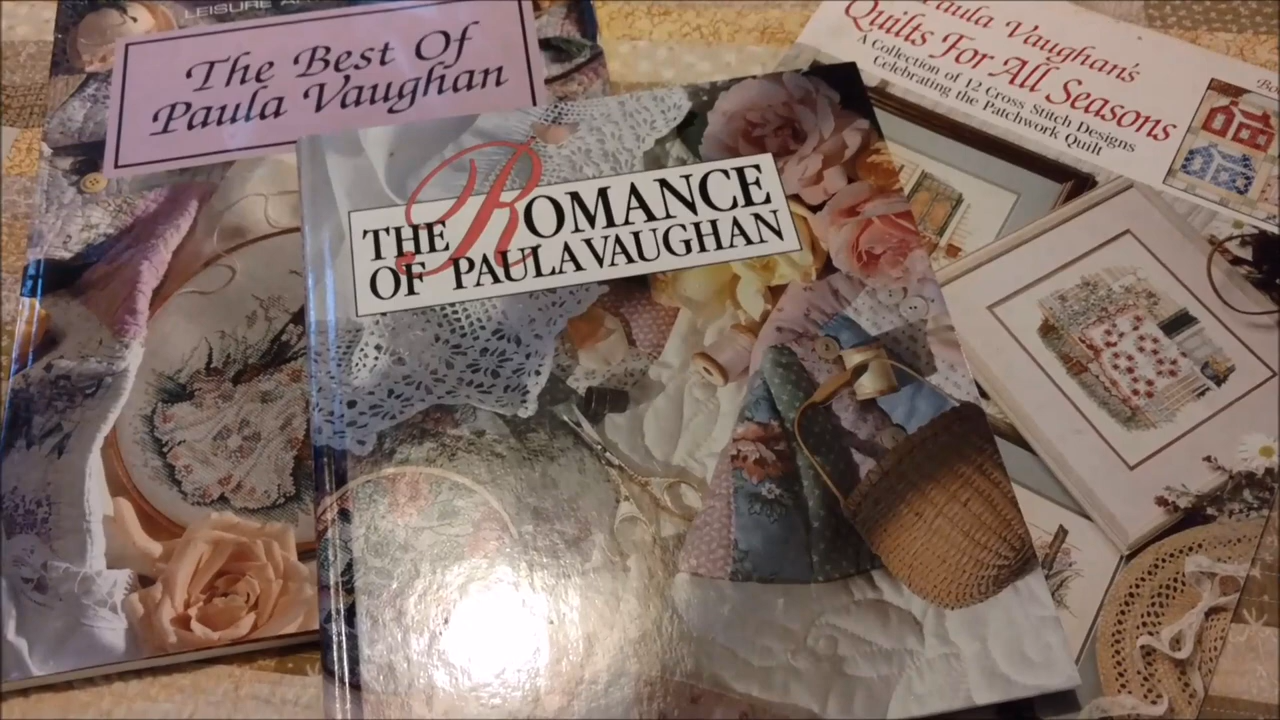 LEISURE
The Best Of
Paula Vaughan
THE ROMANCE
OF PAULA VAUGHAN
Paula Vaughan's
Quilts For All Seasons
A Collection of 12 Cross Stitch Designs
Celebrating the Patchwork Quilt